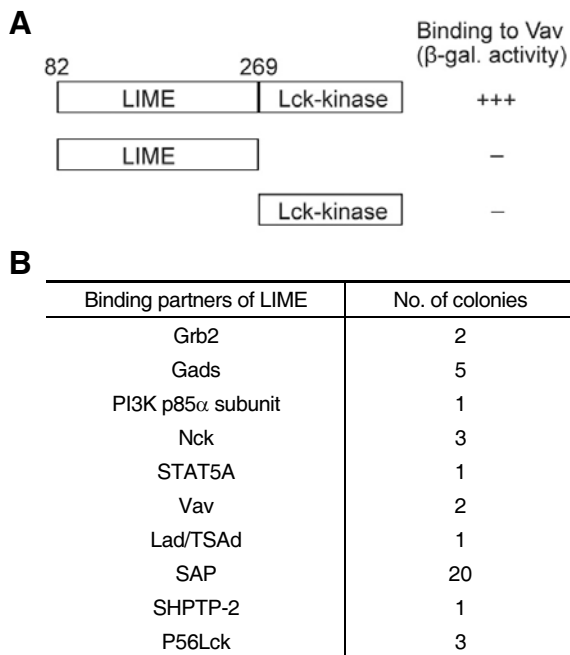 A
Binding to Vav
(β-gal. activity)
82 269
LIME Lck-kinase +++
LIME –
Lck-kinase –
B
Binding partners of LIME No. of colonies
Grb2 2
Gads 5
PI3K p85α subunit 1
Nck 3
STAT5A 1
Vav 2
Lad/TSAd 1
SAP 20
SHPTP-2 1
P56Lck 3